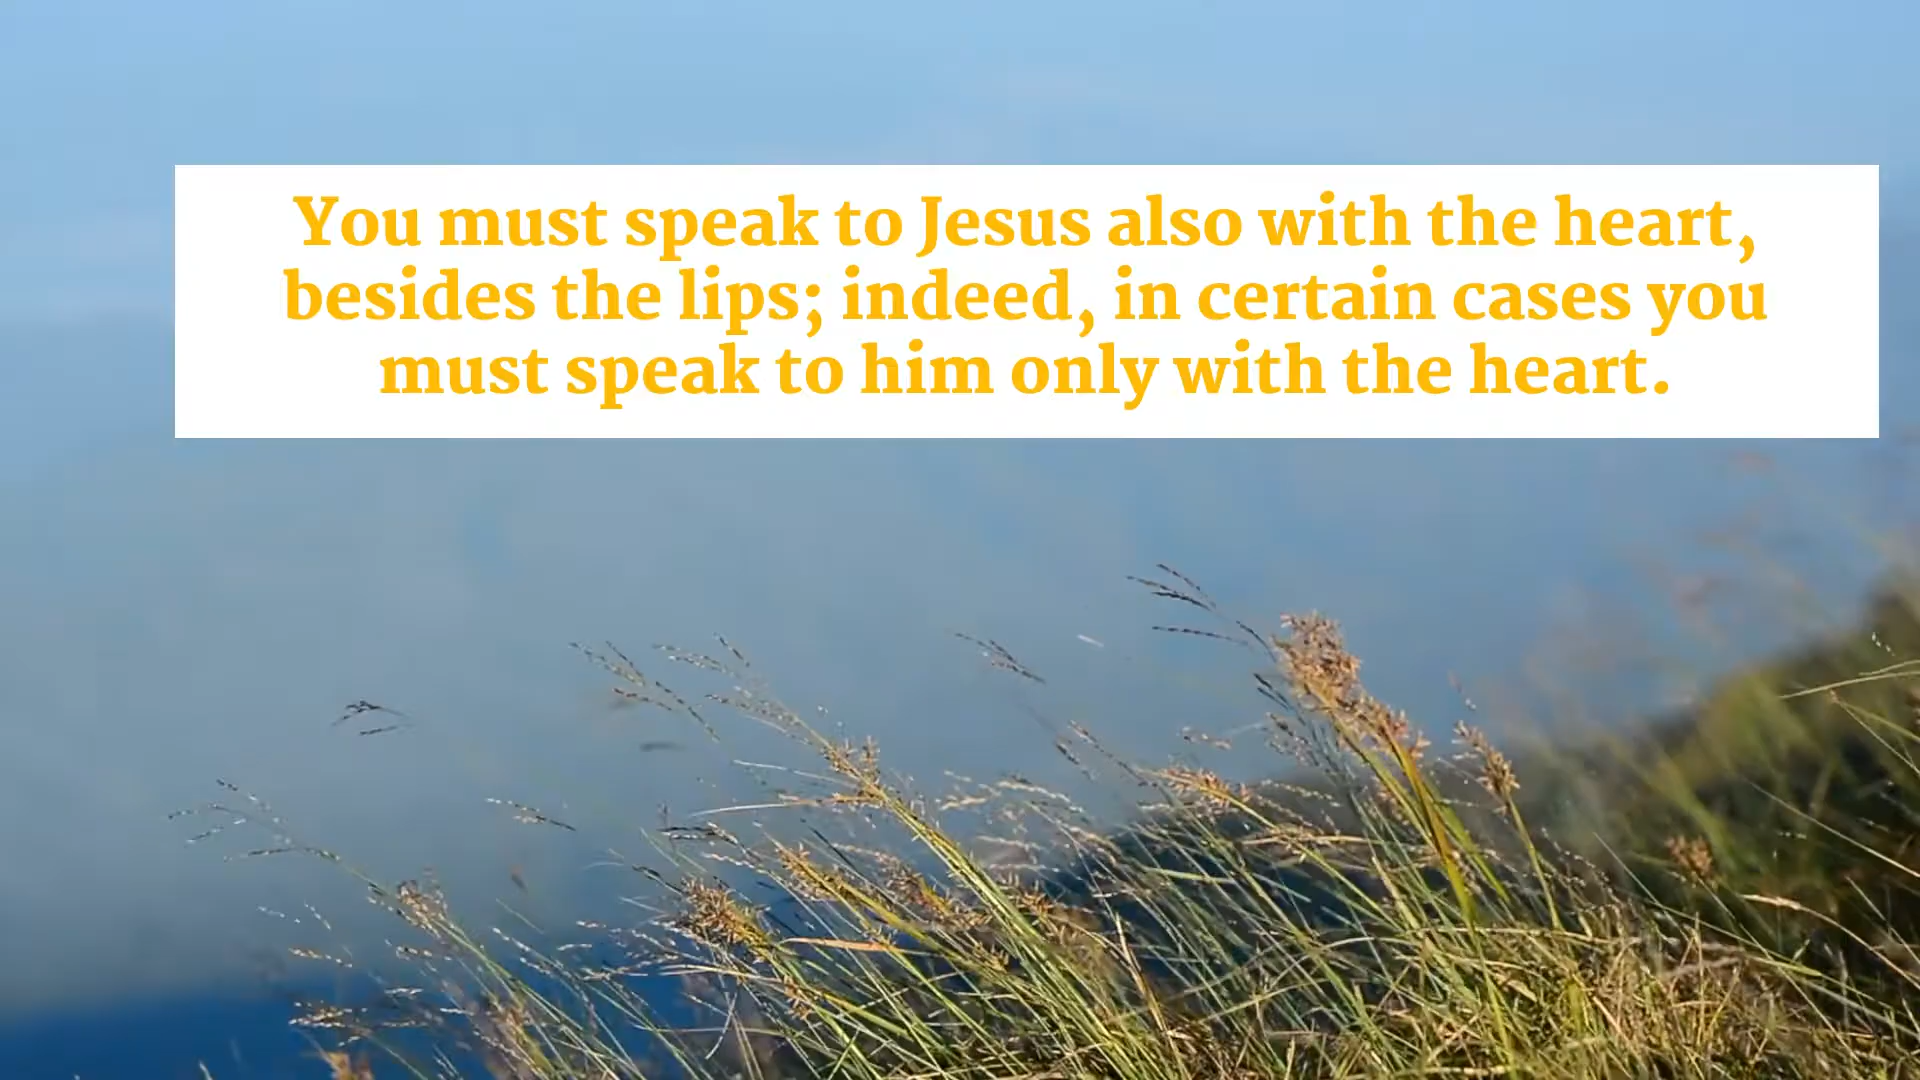 You must speak to Jesus also with the heart,
besides the lips; indeed, in certain cases you
must speak to him only with the heart.